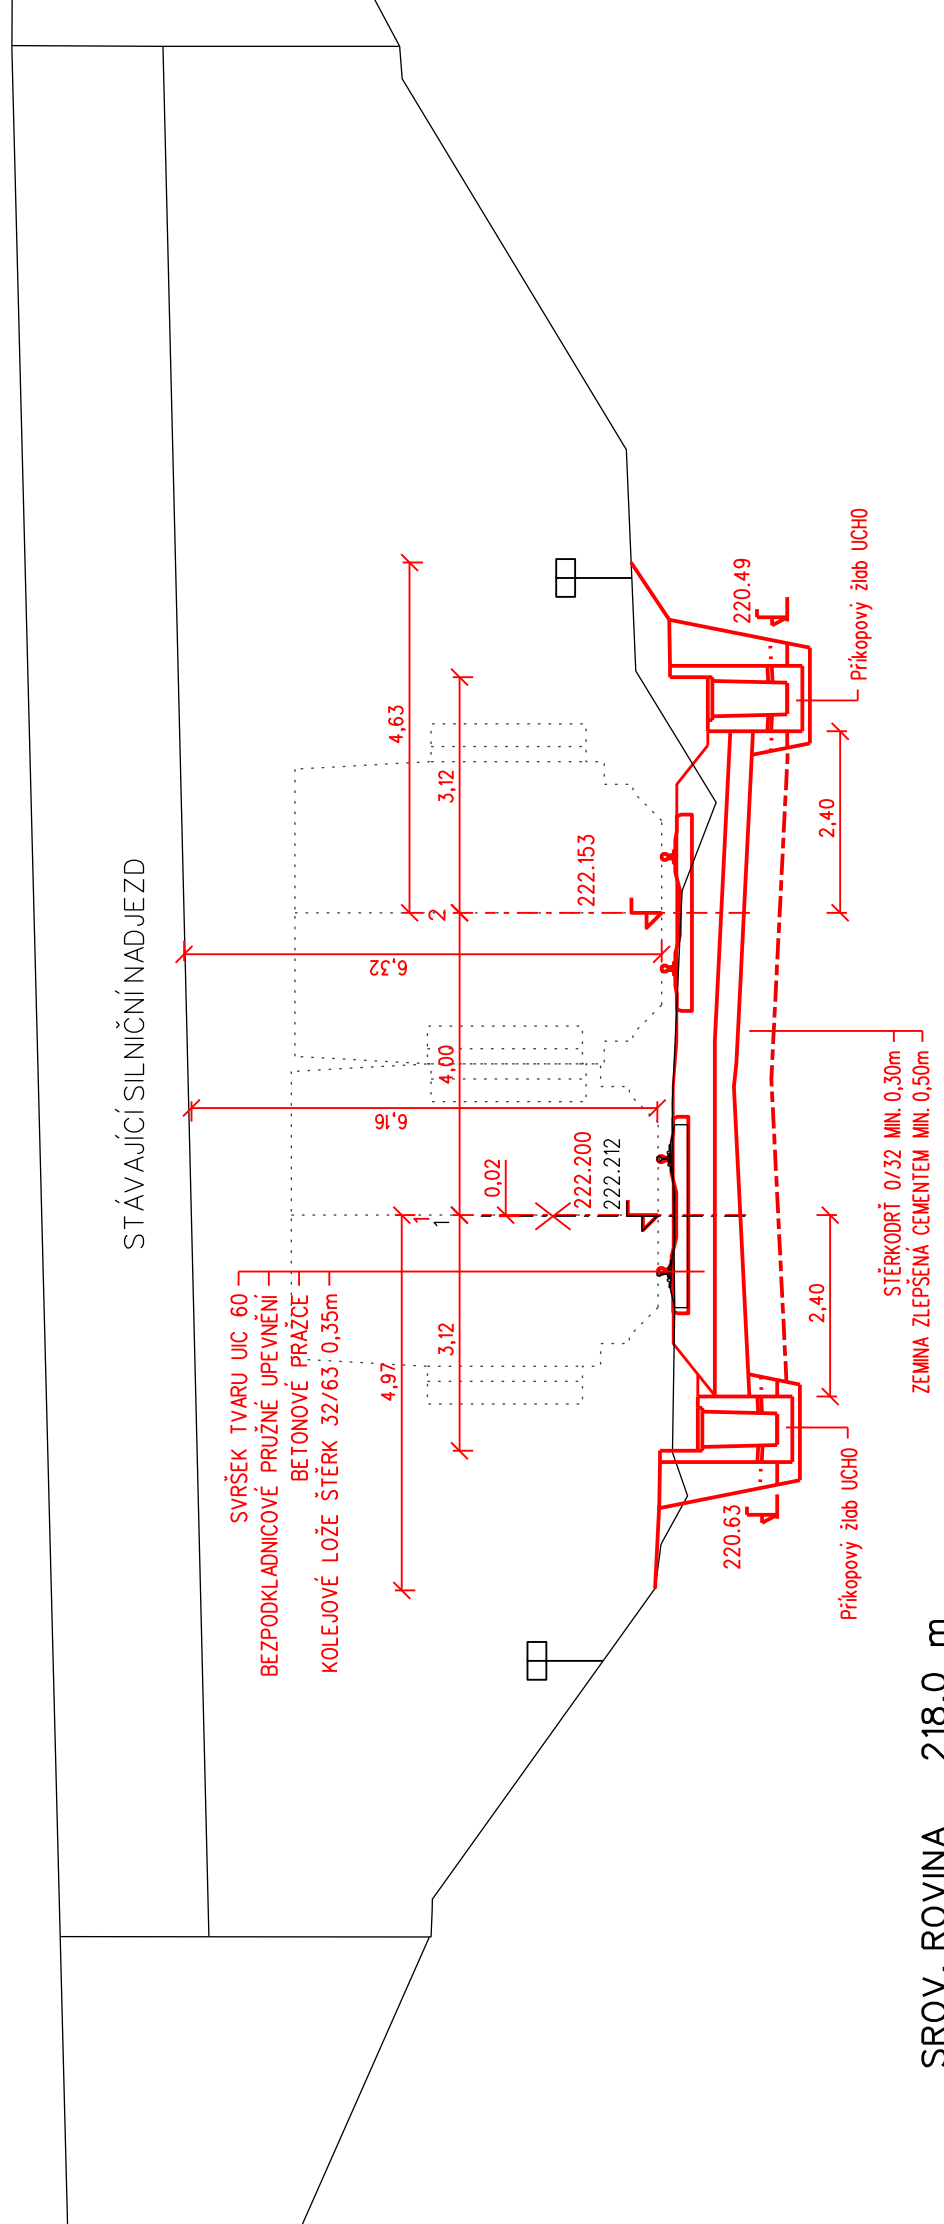 STÁVAJÍCÍ SILNIČNÍ NADJEZD
SVRŠEK TVARU UIC 60
BEZPODKLADNICOVÉ PRUŽNÉ UPEVNĚNÍ
BETONOVÉ PRAŽCE
KOLEJOVÉ LOŽE ŠTĚRK 32/63 0,35m
6,16
6,32
4,97
4,63
1
1
2
3,12
4,00
3,12
0,02
222.200
222.212
222.153
220.63
220.49
2,40
2,40
Příkopový žlab UCHO
Příkopový žlab UCHO
STĚRKODRŤ 0/32 MIN. 0,30m
ZEMINA ZLEPŠENÁ CEMENTEM MIN. 0,50m
SROV. ROVINA 218.0 m